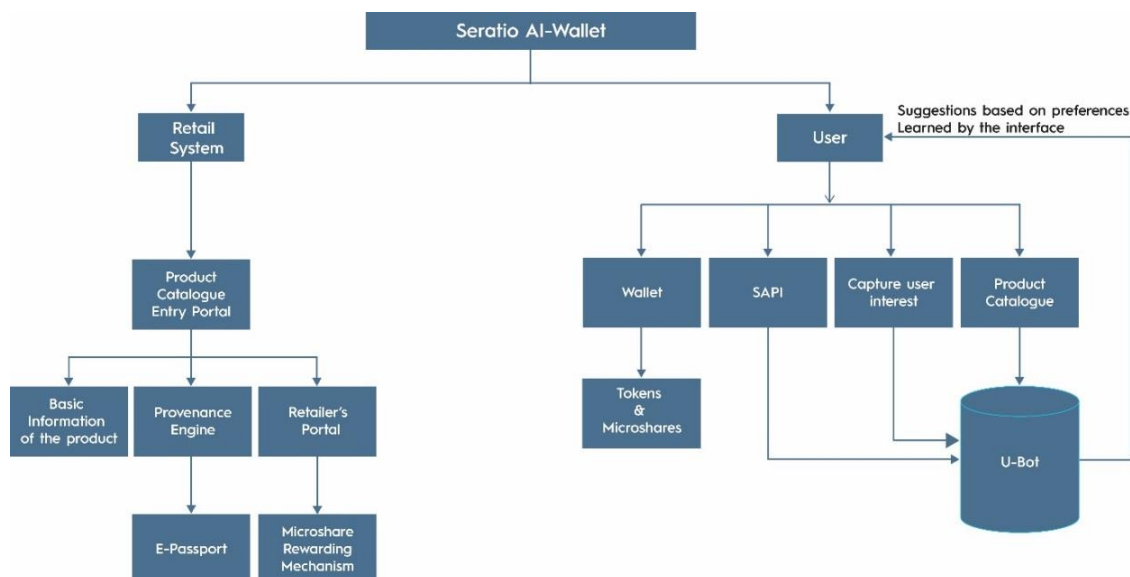 Seratio AI-Wallet
Suggestions based on preferences
Learned by the interface
Retail
System
User
Product
Catalogue
Entry Portal
Wallet
SAPI
Capture user
interest
Product
Catalogue
Basic
Information
of the product
Provenance
Engine
Retailer's
Portal
Tokens
&
Microshares
U-Bot
E-Passport
Microshare
Rewarding
Mechanism